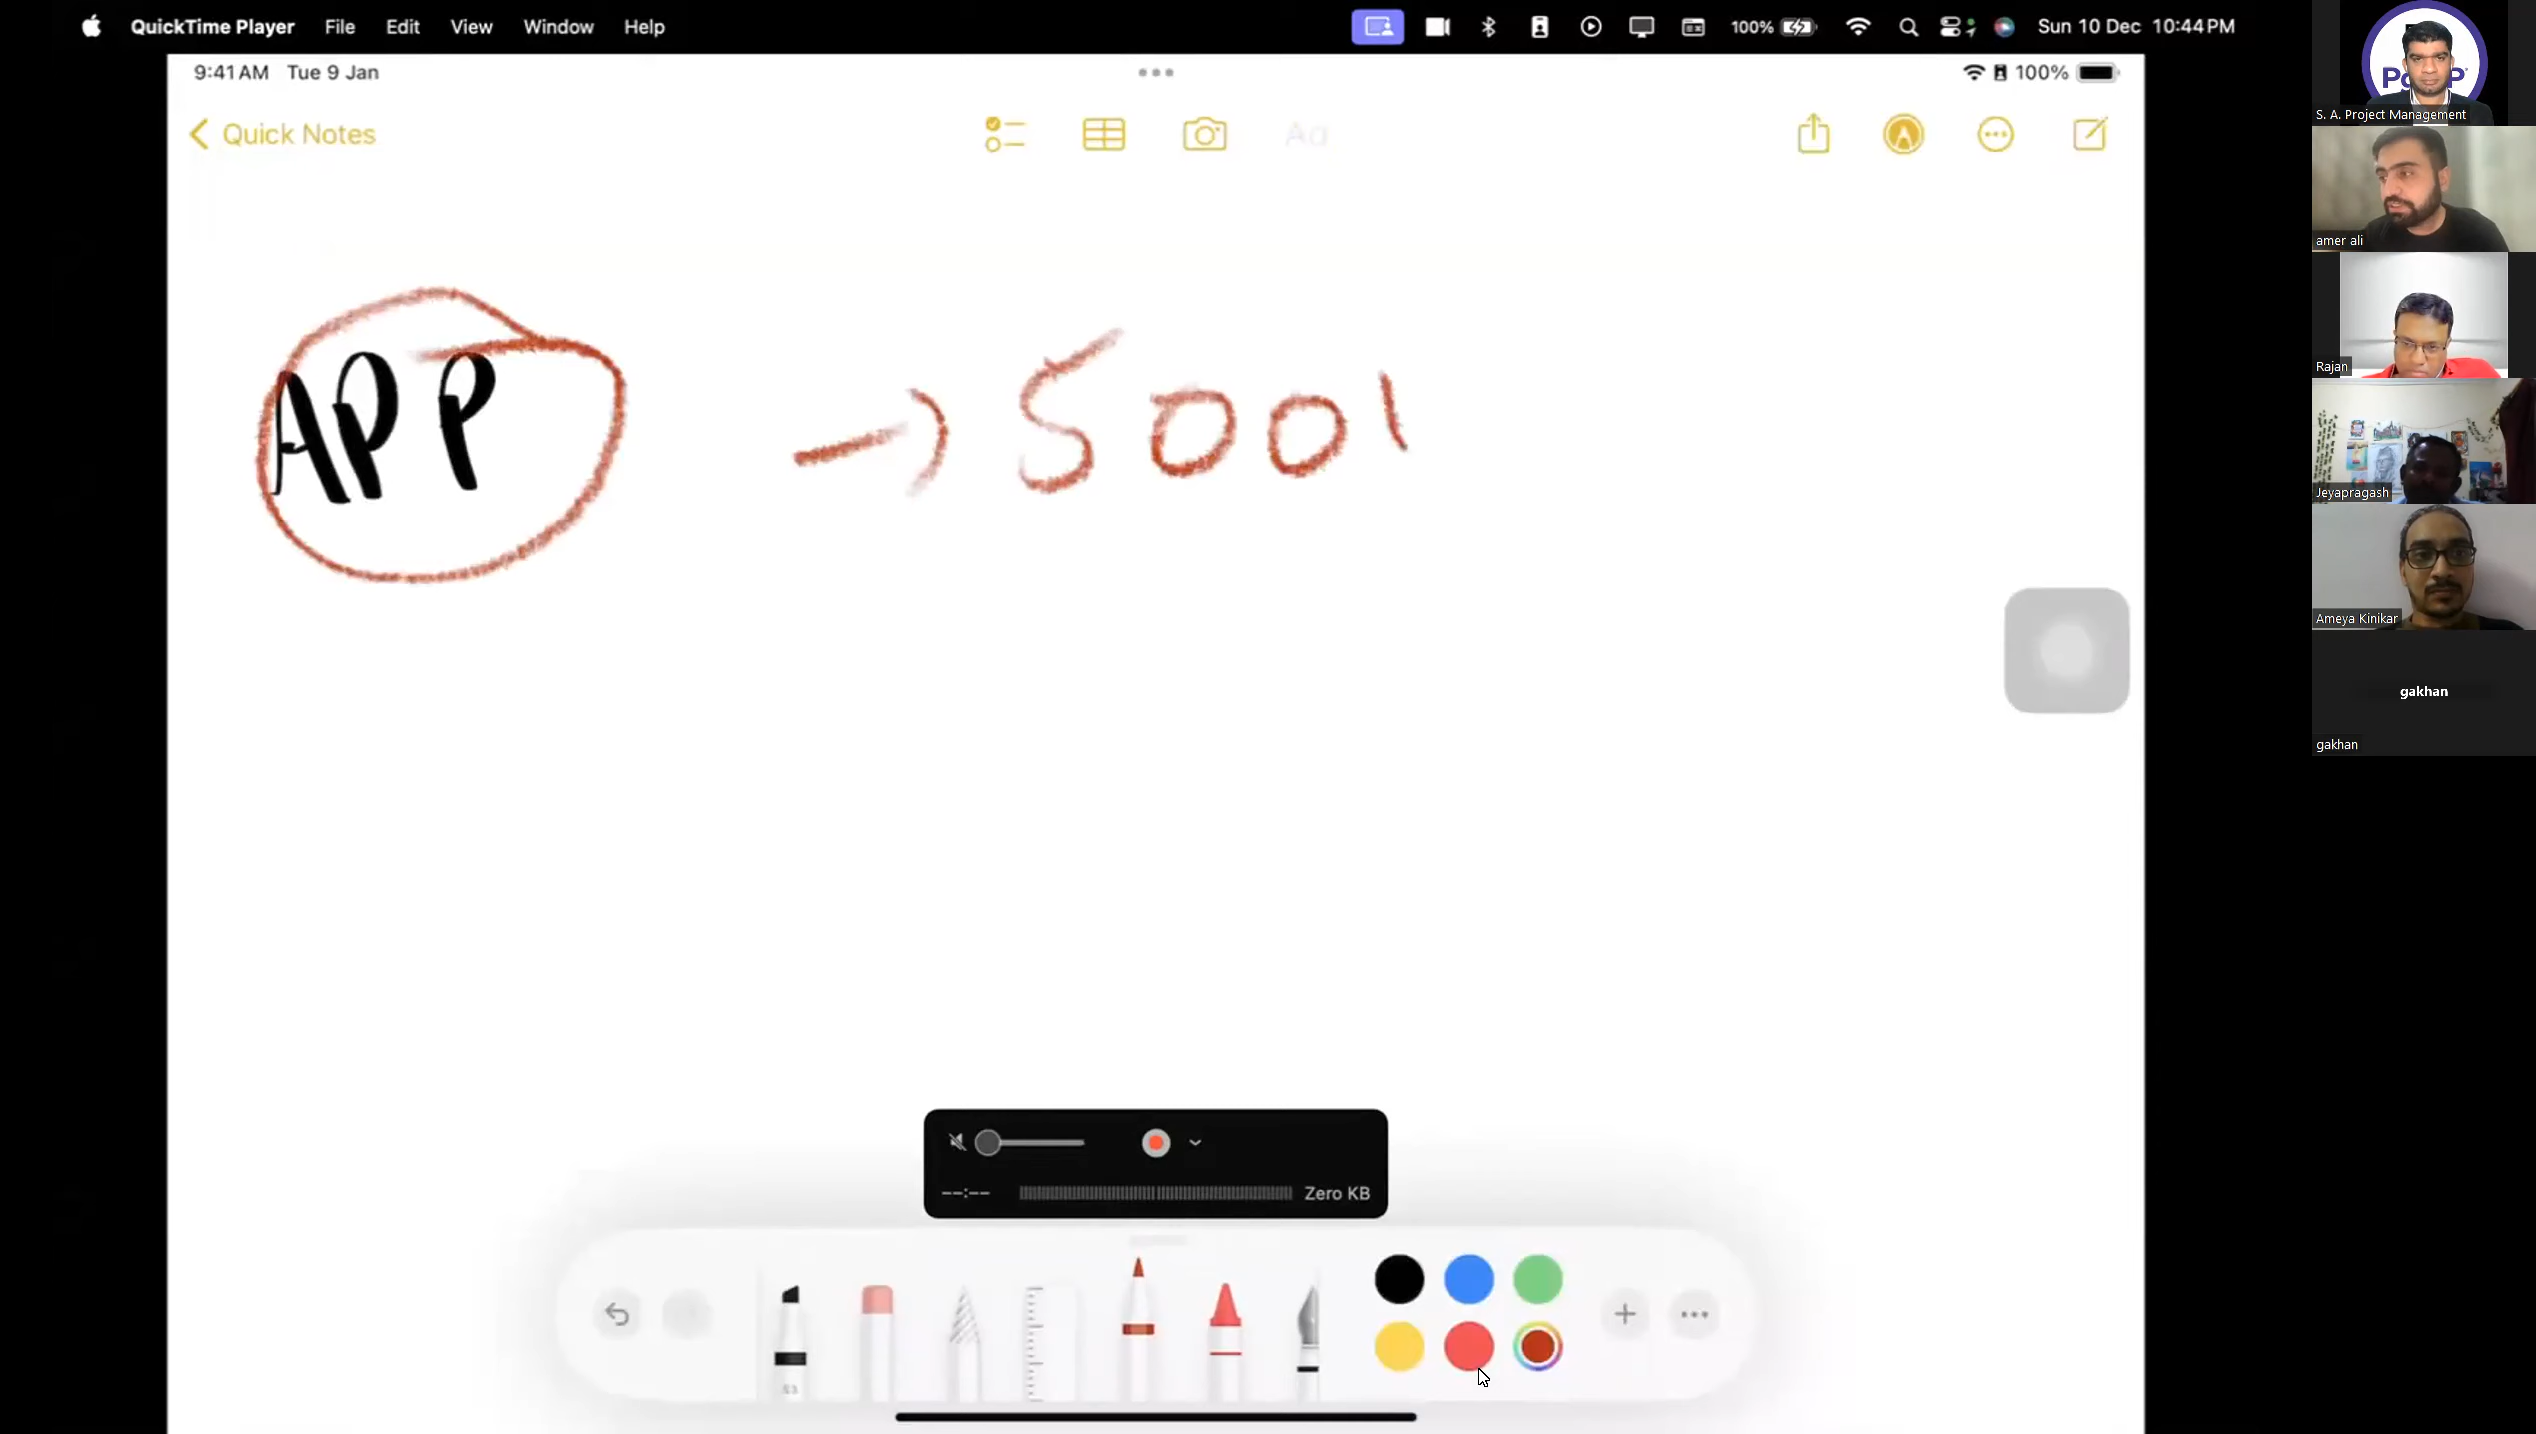 QuickTime Player File Edit View Window Help 100% Sun 10 Dec 10:44 PM
9:41 AM Tue 9 Jan 100%
Quick Notes Aa
APP → 5001
--:-- Zero KB
S. A. Project Management
amer ali
Rajan
Jeyapragash
Ameya Kinikar
gakhan
gakhan